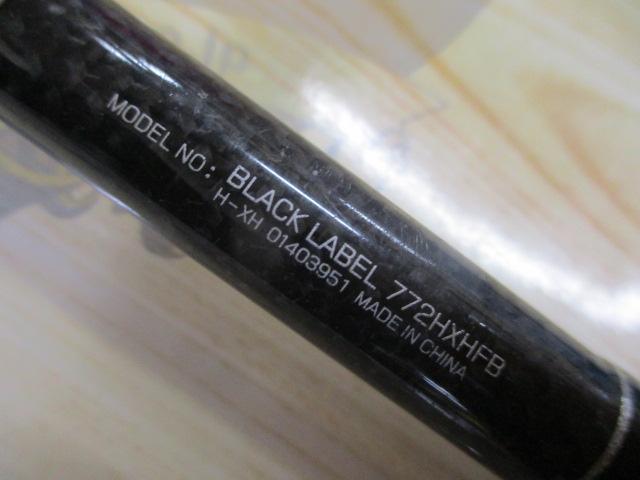 MODEL NO: BLACK LABEL 772HXHFB
H-XH 01403951 MADE IN CHINA